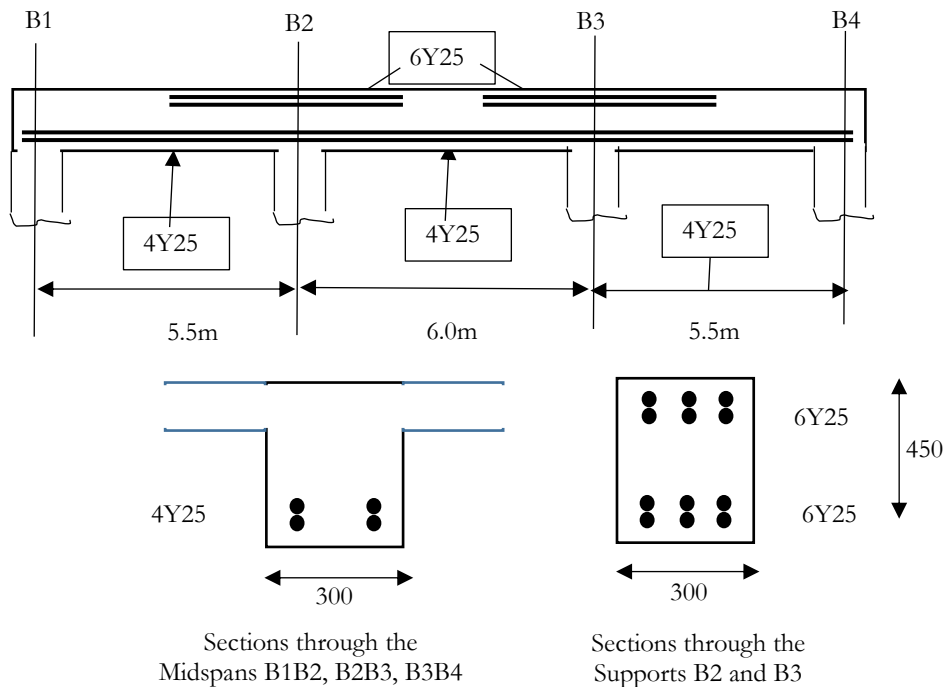 B1
B2
B3
B4
6Y25
4Y25
4Y25
4Y25
5.5m
6.0m
5.5m
4Y25
6Y25
450
6Y25
300
300
Sections through the
Midspans B1B2, B2B3, B3B4
Sections through the
Supports B2 and B3